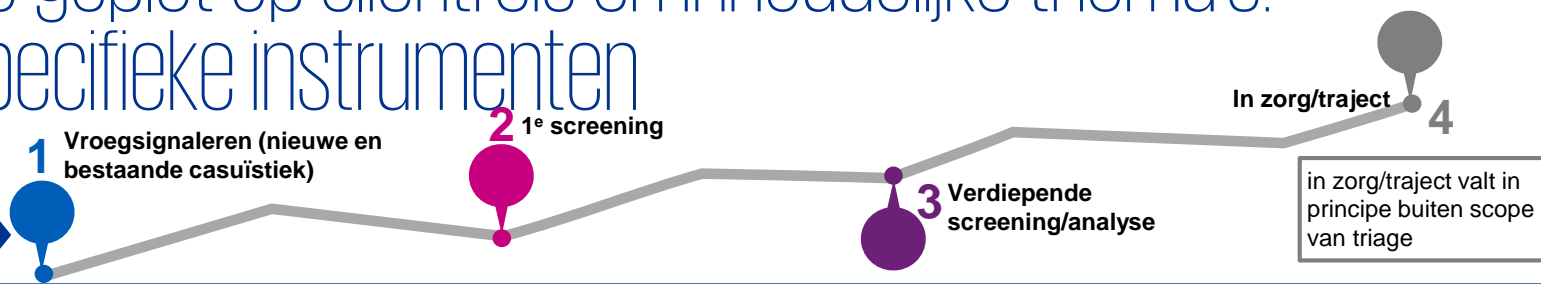 specifieke instrumenten
1 Vroegsignaleren (nieuwe en
bestaande casuïstiek)
2 1e screening
3 Verdiepende
screening/analyse
In zorg/traject
4
in zorg/traject valt in
principe buiten scope
van triage